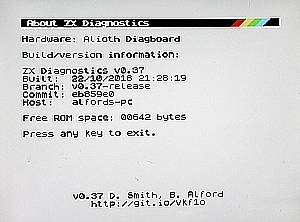 About ZX Diagnostics
Hardware: Alioth Diagboard
Build/version information:
ZX Diagnostics v0.37
Built: 22/10/2018 21:28:19
Branch: v0.37-release
Commit: eb859e0
Host: alfords-pc
Free ROM space: 00642 bytes
Press any key to exit.
v0.37 D. Smith, B. Alford
http://git.io/vkf1o